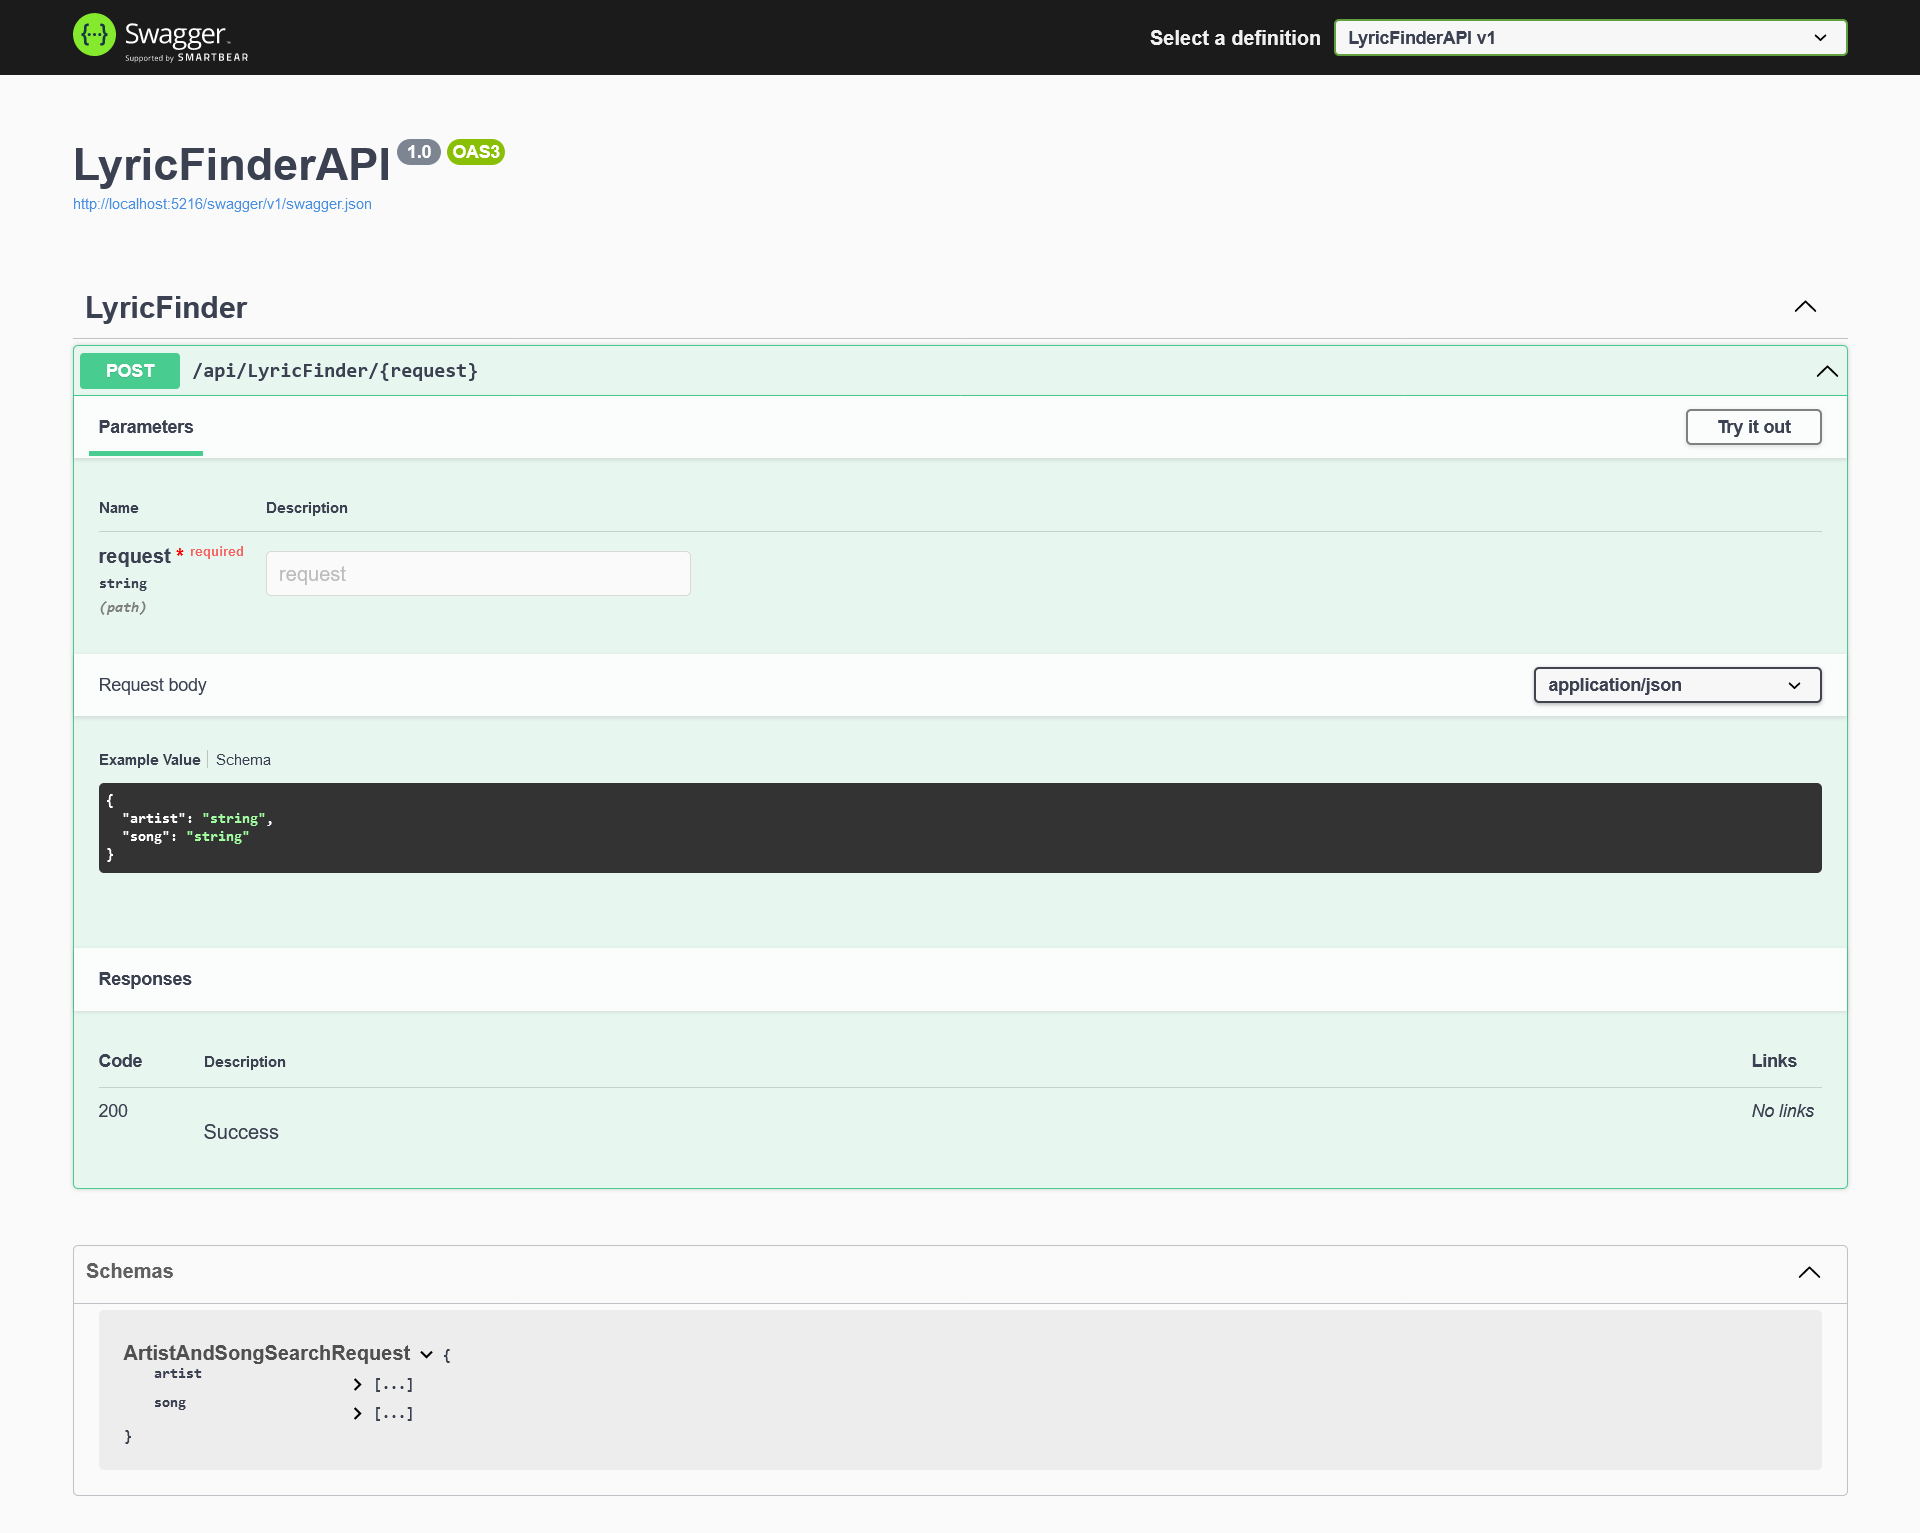 Swagger™
Supported by SMARTBEAR
Select a definition
LyricFinderAPI v1
LyricFinderAPI 1.0 OAS3
http://localhost:5216/swagger/v1/swagger.json
LyricFinder
POST /api/LyricFinder/{request}
Parameters
Try it out
Name Description
request * required
string
(path)
request
Request body
application/json
Example Value Schema
{
"artist": "string",
"song": "string"
}
Responses
Code Description Links
200 No links
Success
Schemas
ArtistAndSongSearchRequest {
artist [...]
song [...]
}